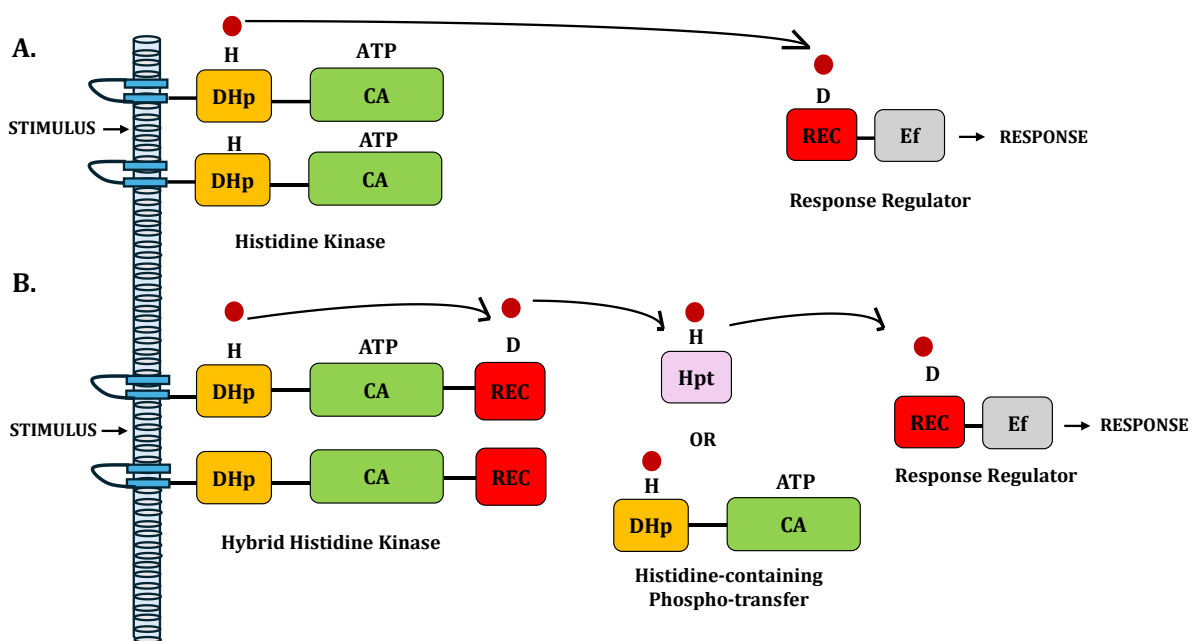 A.
H
ATP
DHp
CA
D
REC
Ef
RESPONSE
STIMULUS
H
ATP
DHp
CA
Response Regulator
Histidine Kinase
B.
H
ATP
D
H
Hpt
D
DHp
CA
REC
REC
Ef
RESPONSE
STIMULUS
OR
Response Regulator
DHp
CA
REC
H
ATP
DHp
CA
Hybrid Histidine Kinase
Histidine-containing
Phospho-transfer